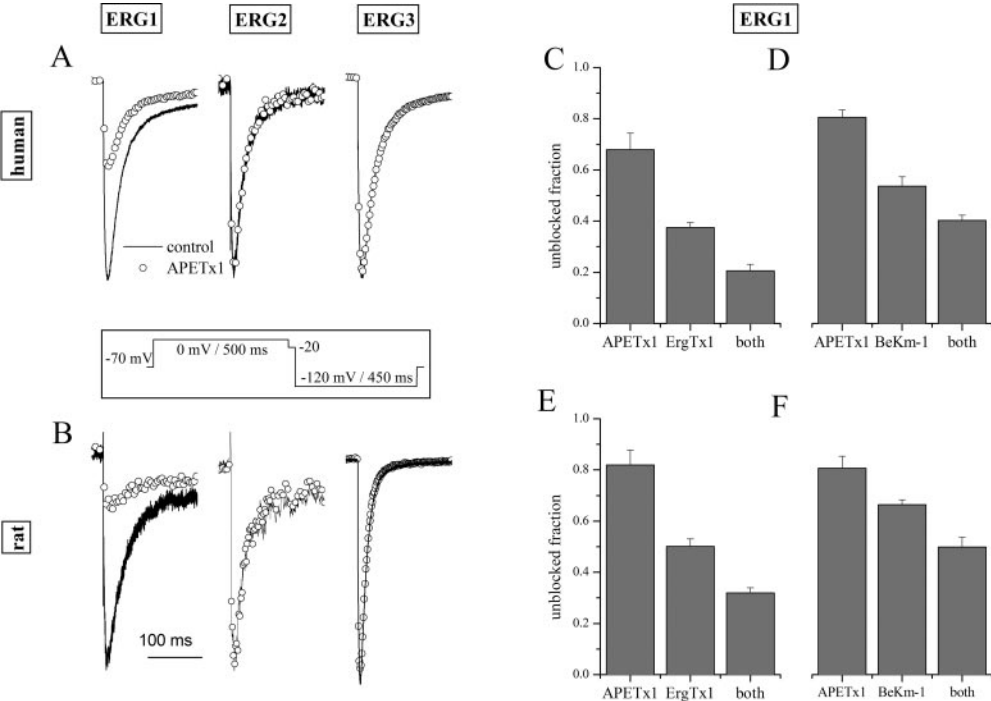 ERG1
ERG2
ERG3
A
human
control
APETx1
-70 mV
0 mV / 500 ms
-20
-120 mV / 450 ms
B
rat
100 ms
ERG1
C
1.0
0.8
0.6
0.4
0.2
0.0
unblocked fraction
APETx1 ErgTx1 both
D
APETx1 BeKm-1 both
E
1.0
0.8
0.6
0.4
0.2
0.0
unblocked fraction
APETx1 ErgTx1 both
F
APETx1 BeKm-1 both